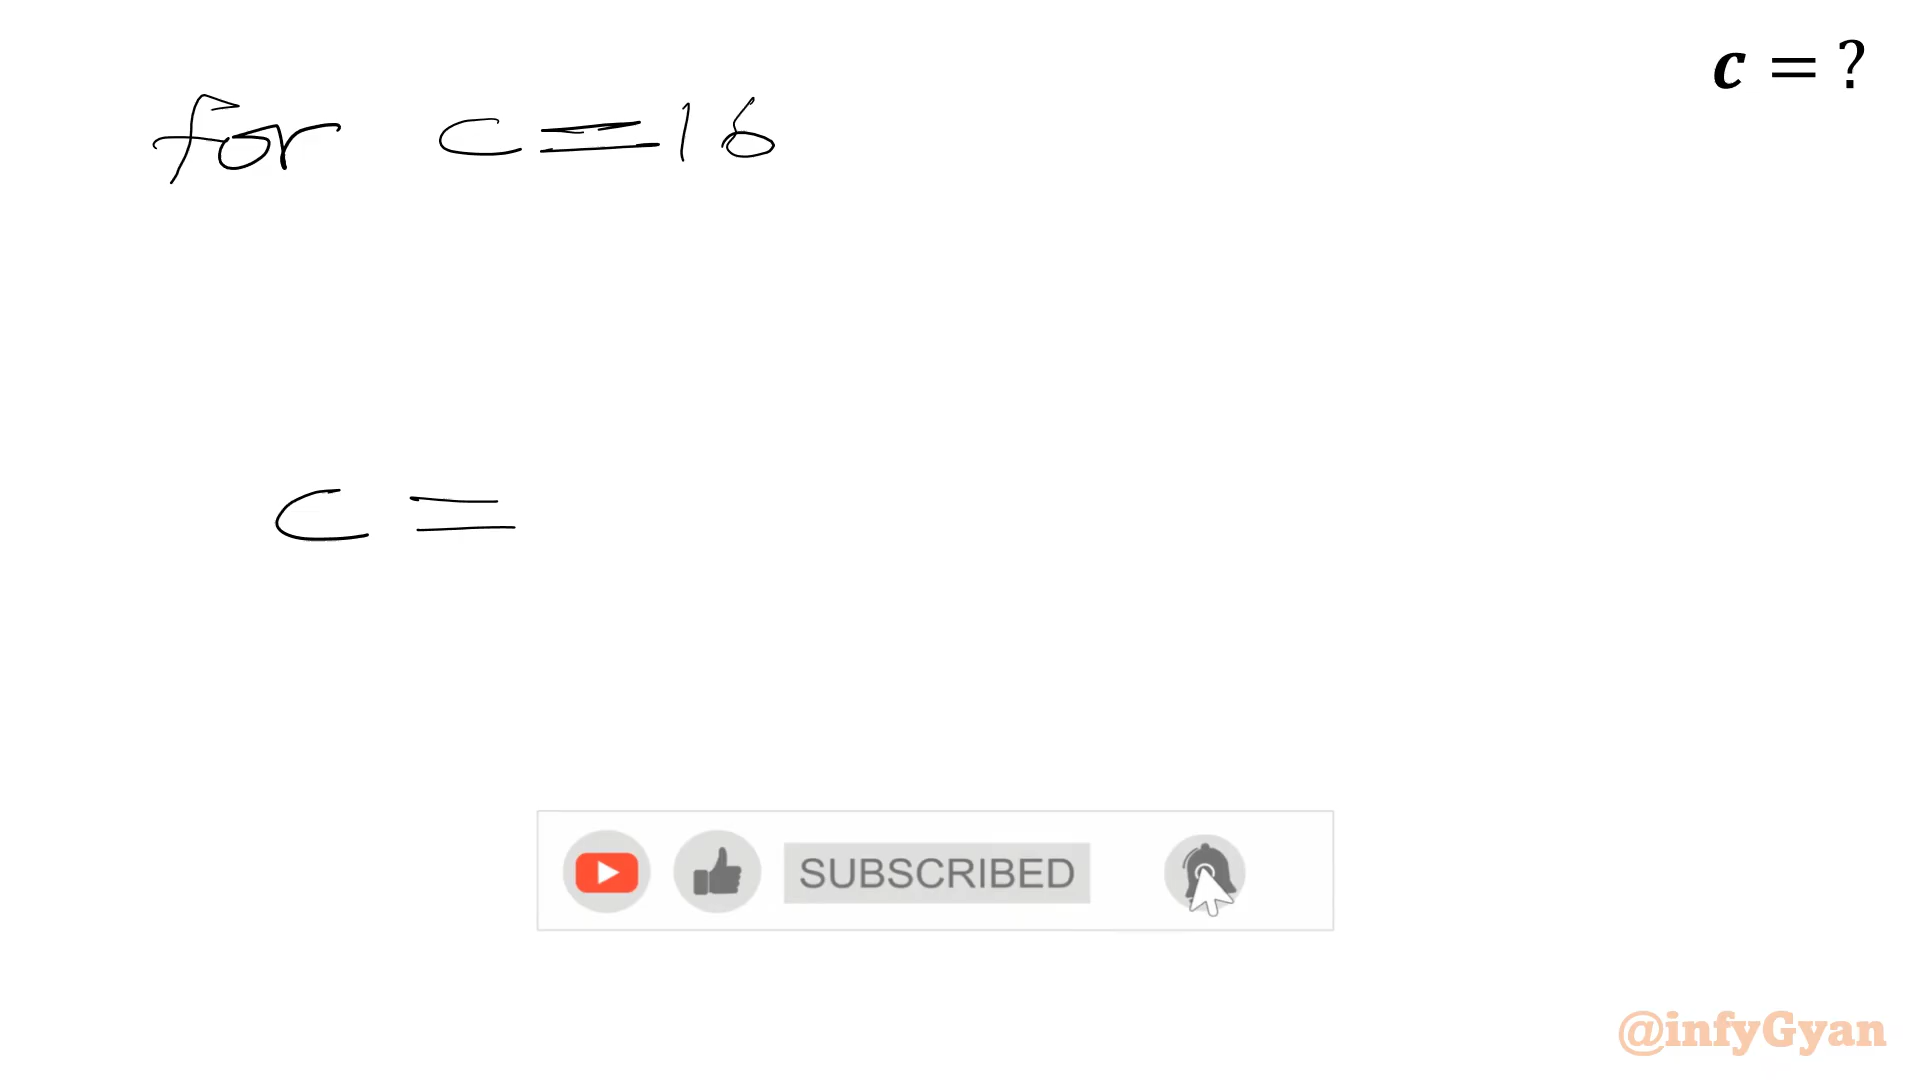 c = ?
for c = 16
c =
SUBSCRIBED
@infyGyan